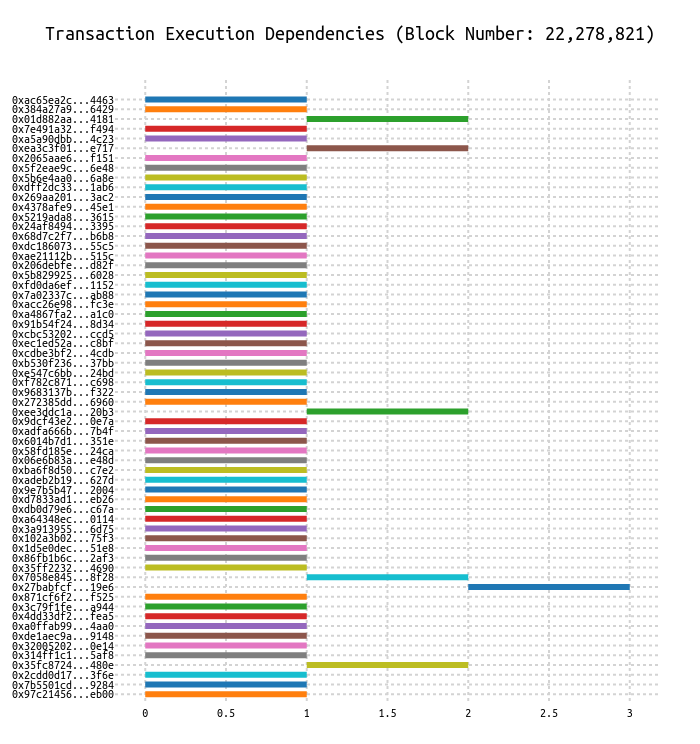 Transaction Execution Dependencies (Block Number: 22,278,821)
0xac65ea2c...4463
0x384a27a9...6429
0x01d882aa...4181
0x7e491a32...f494
0xa5a90dbb...4c23
0xea3c3f01...e717
0x2065aae6...f151
0x5f2eae9c...6e48
0x5b6e4aa0...6a8e
0xdff2dc33...1ab6
0x269aa201...3ac2
0x4378afe9...45e1
0x5219ada8...3615
0x24af8494...3395
0x68d7c2f7...b6b8
0xdc186073...55c5
0xae21112b...515c
0x206debfe...d82f
0x5b829925...6028
0xfd0da6ef...1152
0x7a02337c...ab88
0xacc26e98...fc3e
0xa4867fa2...a1c0
0x91b54f24...8d34
0xcbc53202...ccd5
0xec1ed52a...c8bf
0xcdbe3bf2...4cdb
0xb530f236...37bb
0xe547c6bb...24bd
0xf782c871...c698
0x9683137b...f322
0x272385dd...6960
0xee3ddc1a...20b3
0x9dcf43e2...0e7a
0xadfa666b...7b4f
0x6014b7d1...351e
0x58fd185e...24ca
0x06e6b83a...e48d
0xba6f8d50...c7e2
0xadeb2b19...627d
0x9e7b5b47...2004
0xd7833ad1...eb26
0xdb0d79e6...c67a
0xa64348ec...0114
0x3a913955...6d75
0x102a3b02...75f3
0x1d5e0dec...51e8
0x86fb1b6c...2af3
0x35ff2232...4690
0x7058e845...8f28
0x27babfcf...19e6
0x871cf6f2...f525
0x3c79f1fe...a944
0x4dd33df2...fea5
0xa0ffab99...4aa0
0xde1aec9a...9148
0x32005202...0e14
0x314ff1c1...5af8
0x35fc8724...480e
0x2cdd0d17...3f6e
0x7b5501cd...9284
0x97c21456...eb00
0 0.5 1 1.5 2 2.5 3